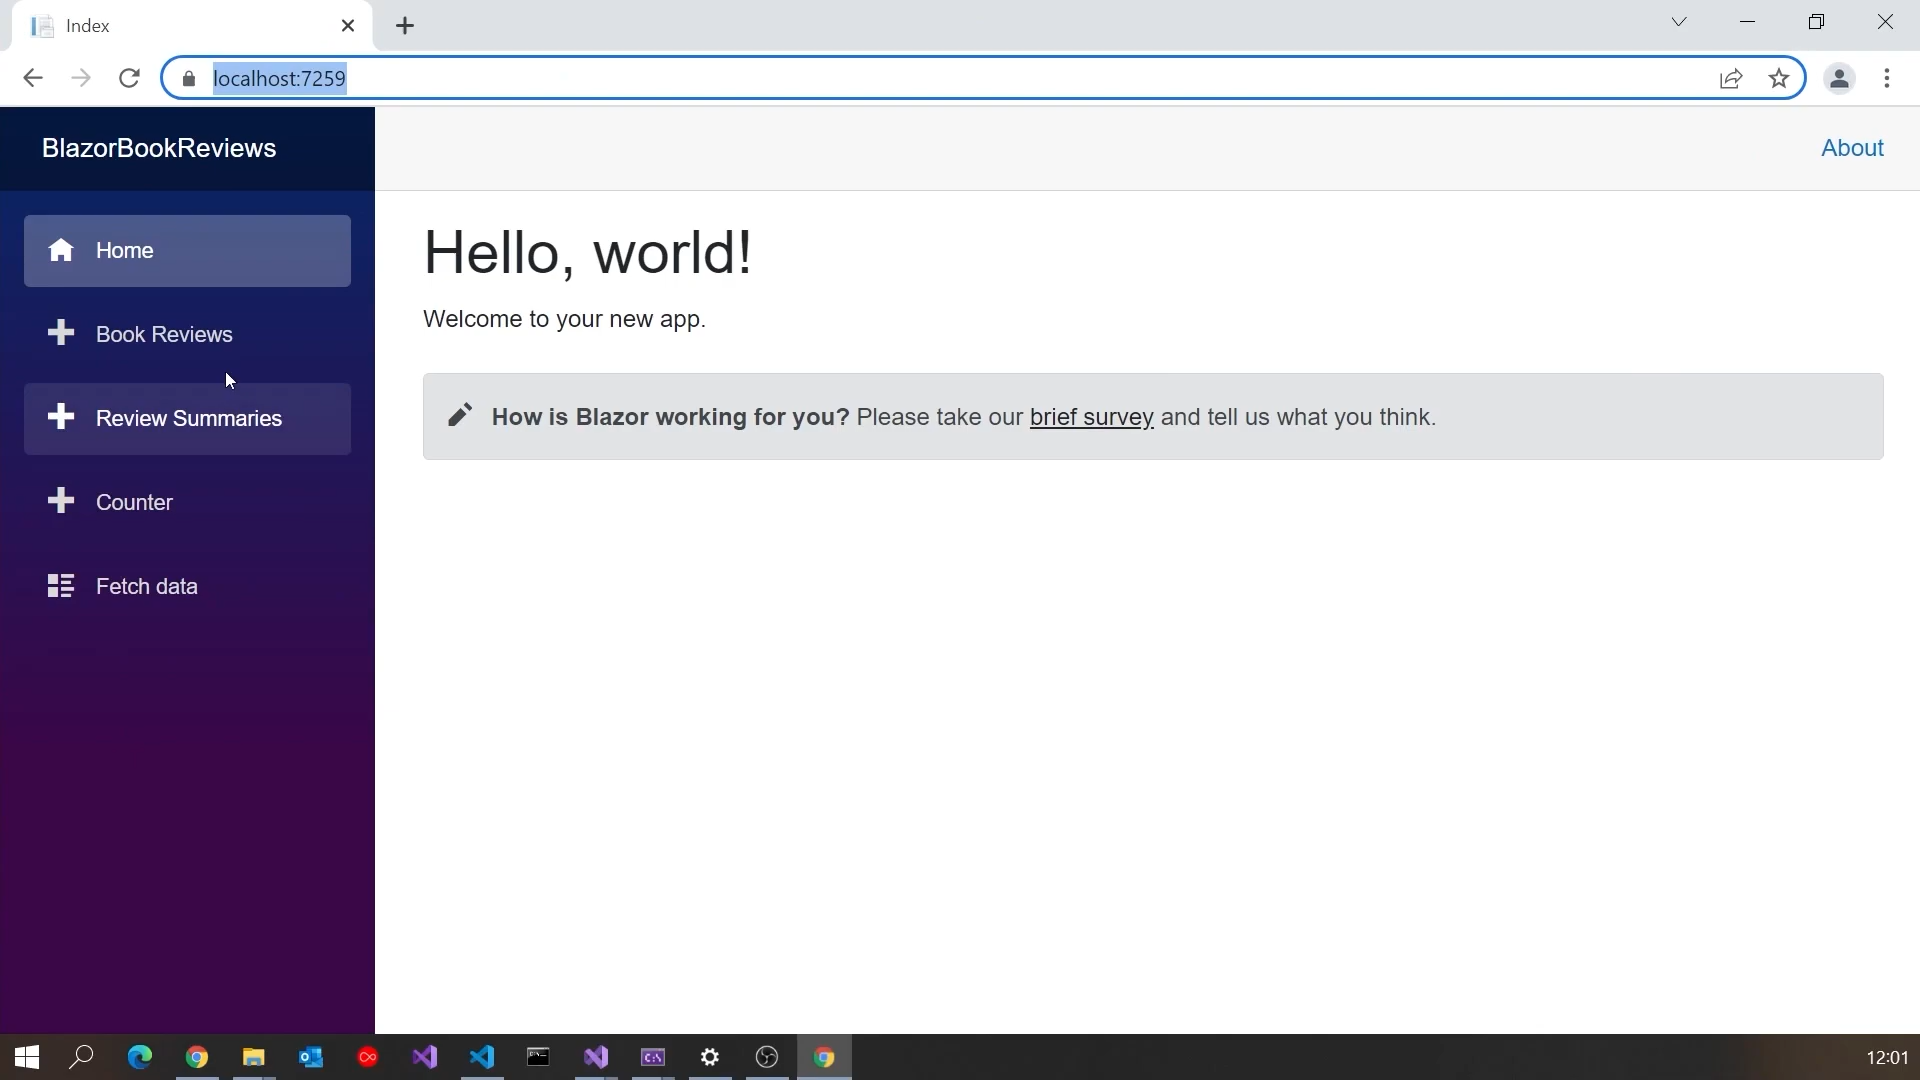 Index
localhost:7259
BlazorBookReviews
About
Home
Book Reviews
Review Summaries
Counter
Fetch data
Hello, world!
Welcome to your new app.
How is Blazor working for you? Please take our brief survey and tell us what you think.
12:01